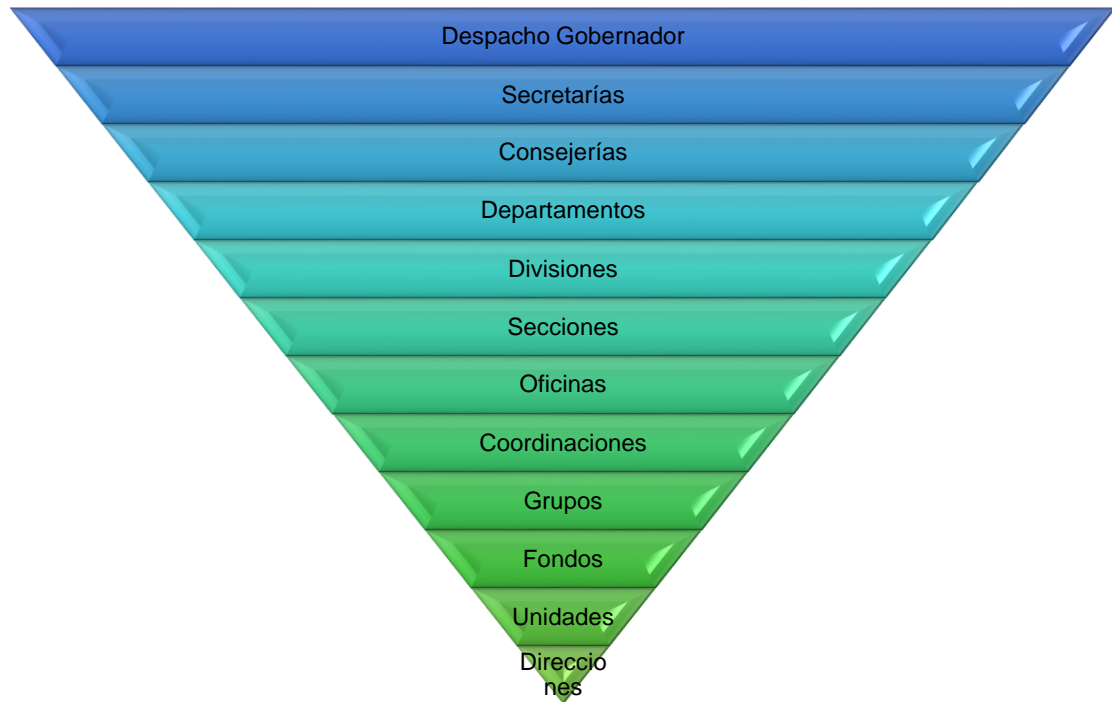 Despacho Gobernador
Secretarías
Consejerías
Departamentos
Divisiones
Secciones
Oficinas
Coordinaciones
Grupos
Fondos
Unidades
Direccio
nes